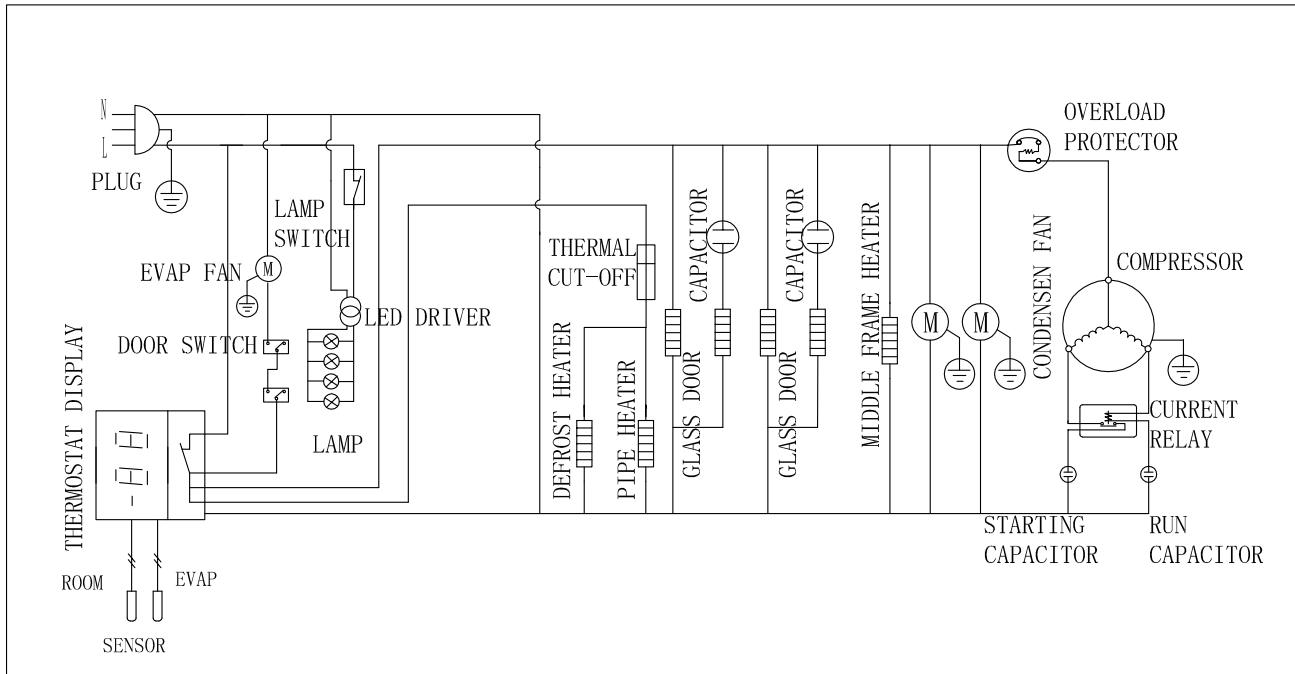 N
L
PLUG
LAMP
SWITCH
EVAP FAN
M
DOOR SWITCH
LED DRIVER
LAMP
THERMOSTAT DISPLAY
ROOM
EVAP
SENSOR
THERMAL
CUT-OFF
DEFROST HEATER
PIPE HEATER
CAPACITOR
GLASS DOOR
CAPACITOR
GLASS DOOR
MIDDLE FRAME HEATER
M
M
CONDENSEN FAN
OVERLOAD
PROTECTOR
COMPRESSOR
CURRENT
RELAY
STARTING
CAPACITOR
RUN
CAPACITOR